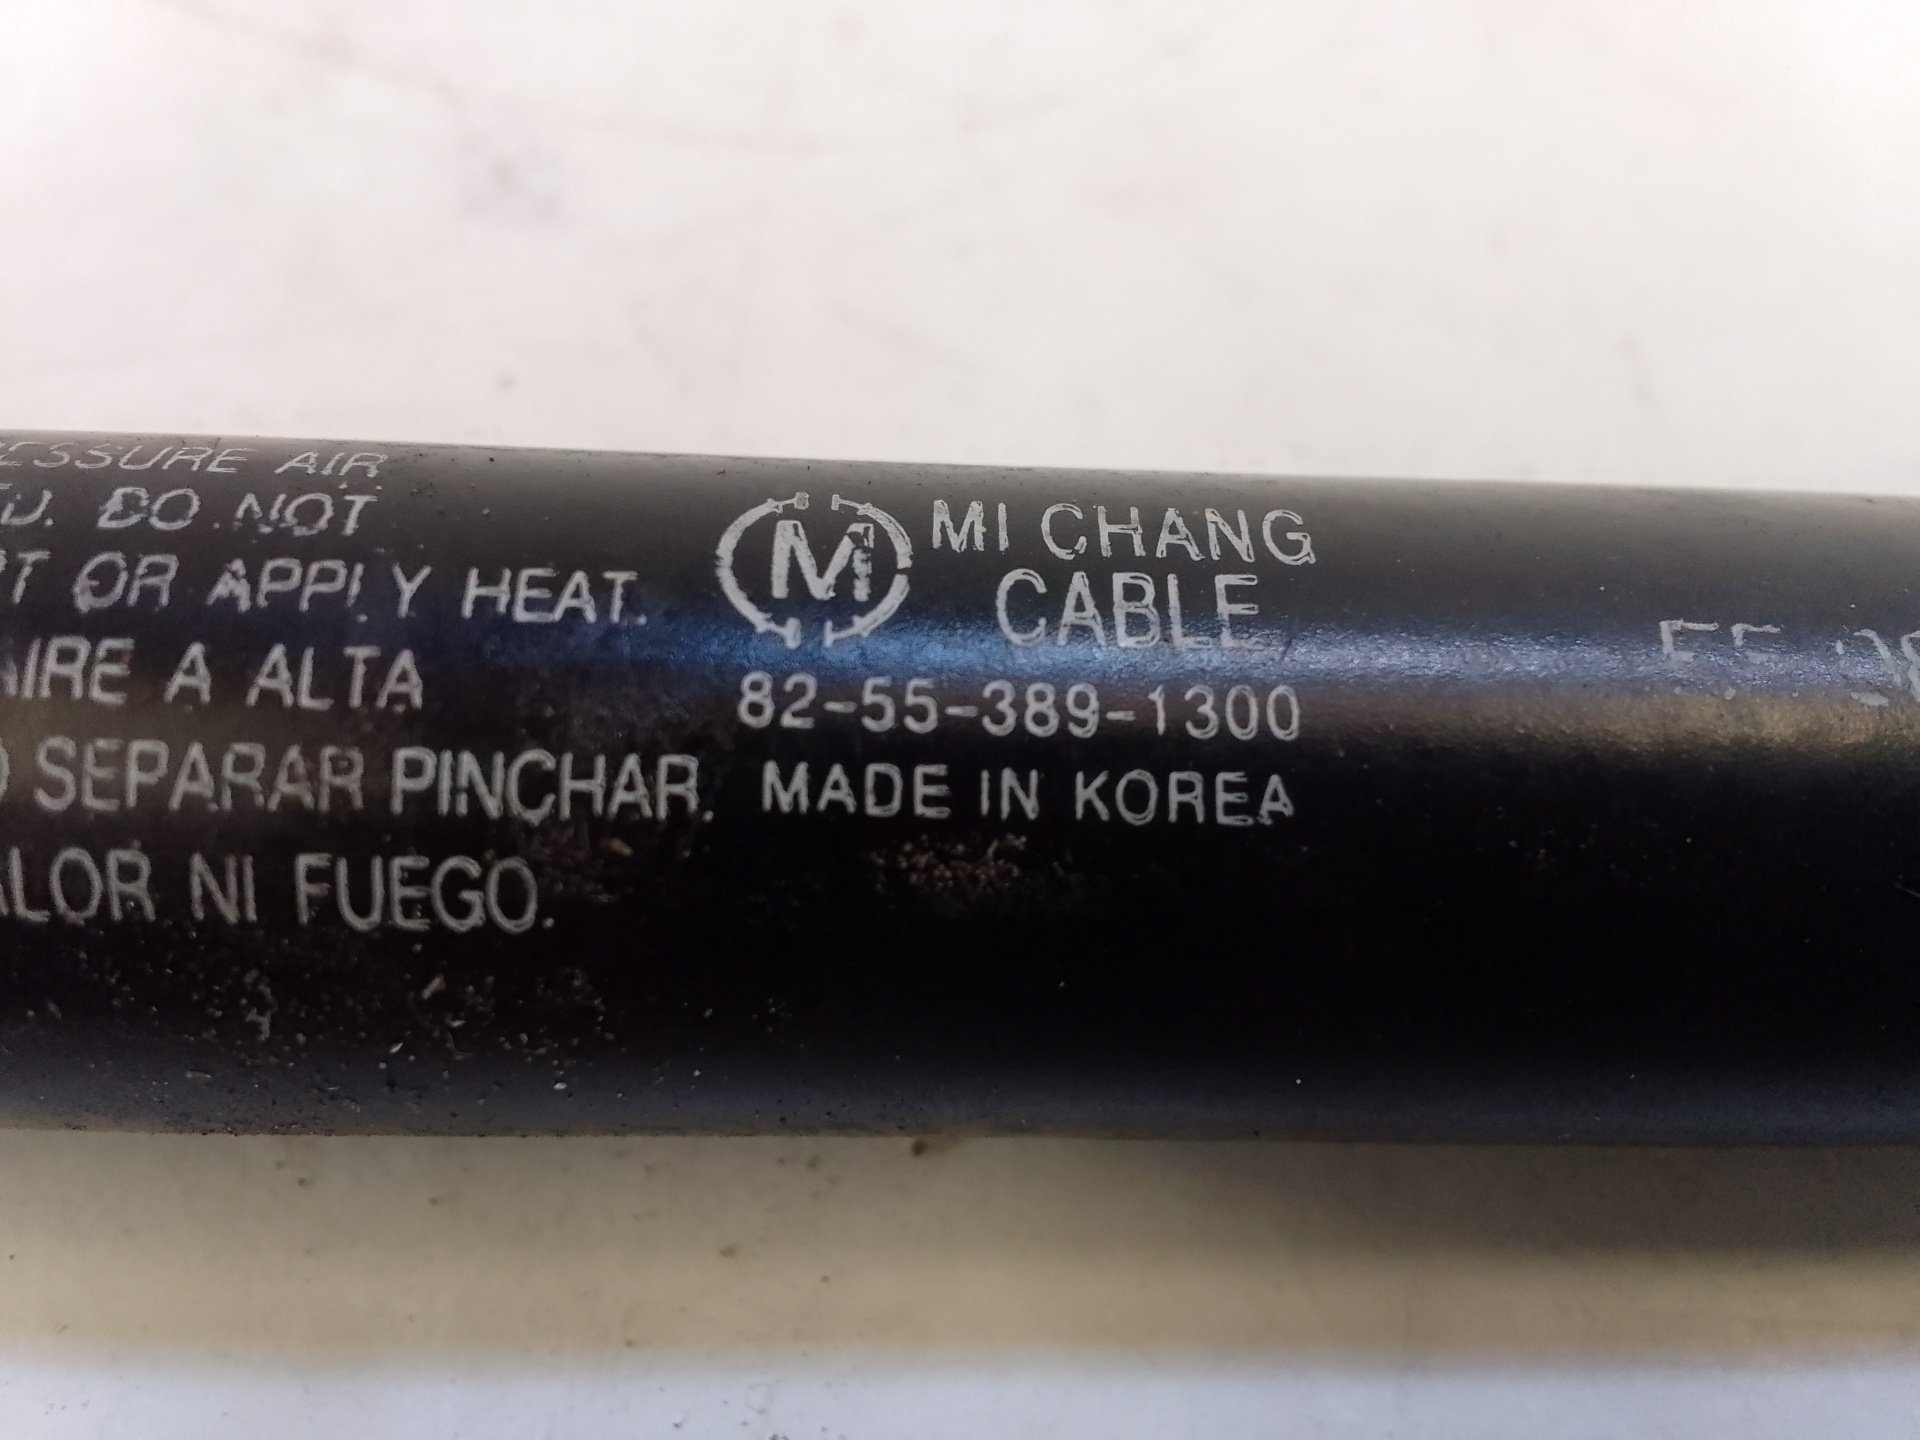 ESSURE AIR
DO NOT
OR APPLY HEAT.
AIRE A ALTA
SEPARAR PINCHAR.
ALOR NI FUEGO.
M
MI CHANG
CABLE
82-55-389-1300
MADE IN KOREA